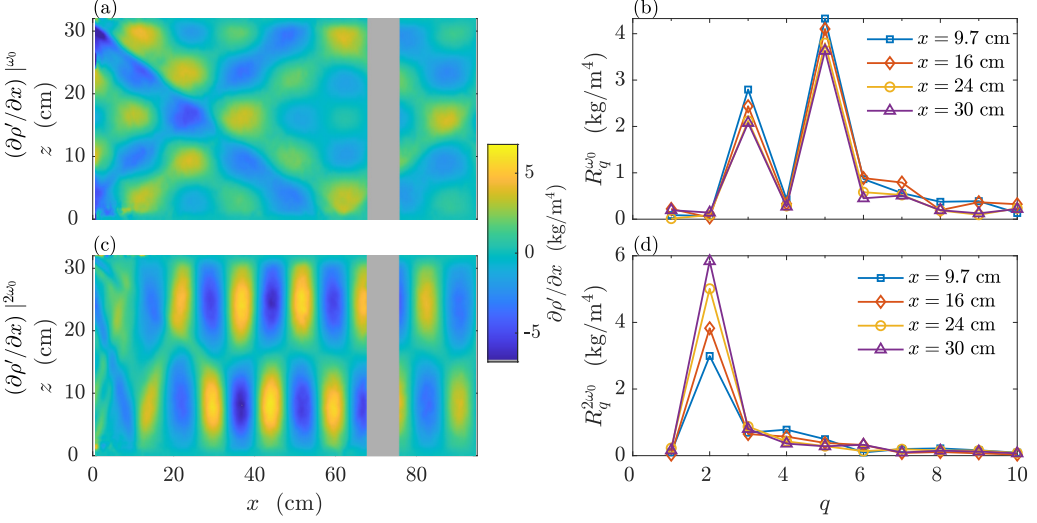 (a)
(∂ρ′/∂x) |^ω₀
z (cm)
30
20
10
0
(b)
R_q^ω₀ (kg/m⁴)
4
3
2
1
0
x = 9.7 cm
x = 16 cm
x = 24 cm
x = 30 cm
5
0
-5
∂ρ′/∂x (kg/m⁴)
(c)
(∂ρ′/∂x) |^2ω₀
z (cm)
30
20
10
0
0
20
40
60
80
x (cm)
(d)
R_q^2ω₀ (kg/m⁴)
6
4
2
0
x = 9.7 cm
x = 16 cm
x = 24 cm
x = 30 cm
0
2
4
6
8
10
q